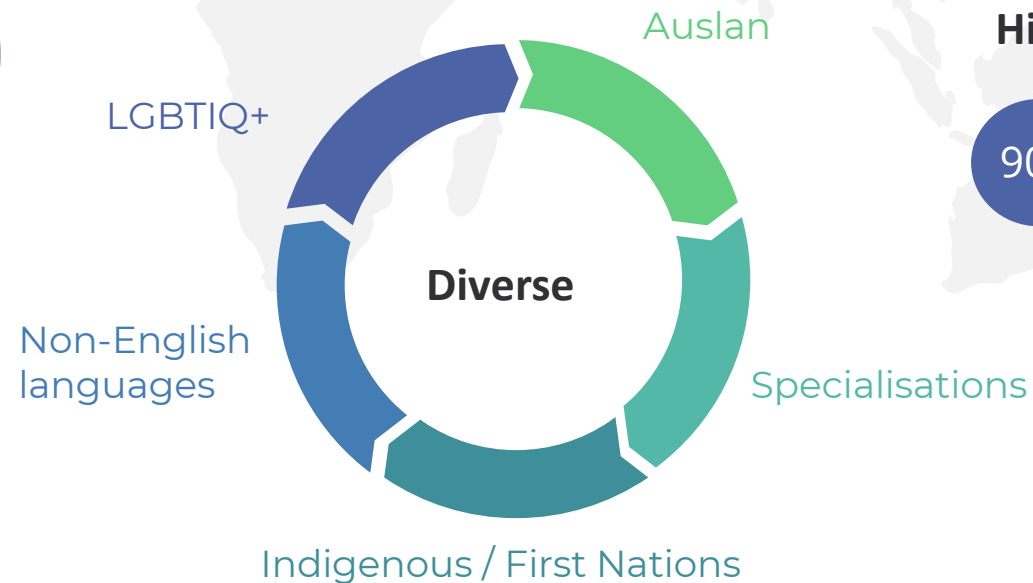 Auslan
LGBTIQ+
Diverse
Non-English
languages
Specialisations
Indigenous / First Nations